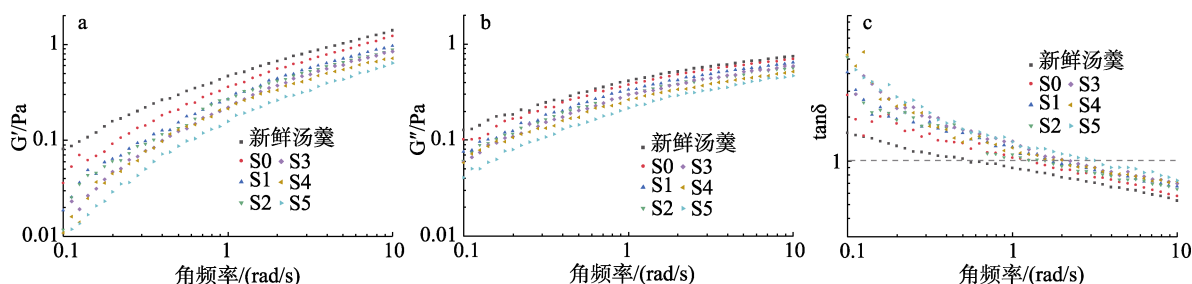 a
G′/Pa
1
0.1
0.01
0.1
1
10
角频率/(rad/s)
新鲜汤羹
S0 S3
S1 S4
S2 S5
b
G″/Pa
1
0.1
0.01
0.1
1
10
角频率/(rad/s)
新鲜汤羹
S0 S3
S1 S4
S2 S5
c
tanδ
1
0.1
1
10
角频率/(rad/s)
新鲜汤羹
S0 S3
S1 S4
S2 S5